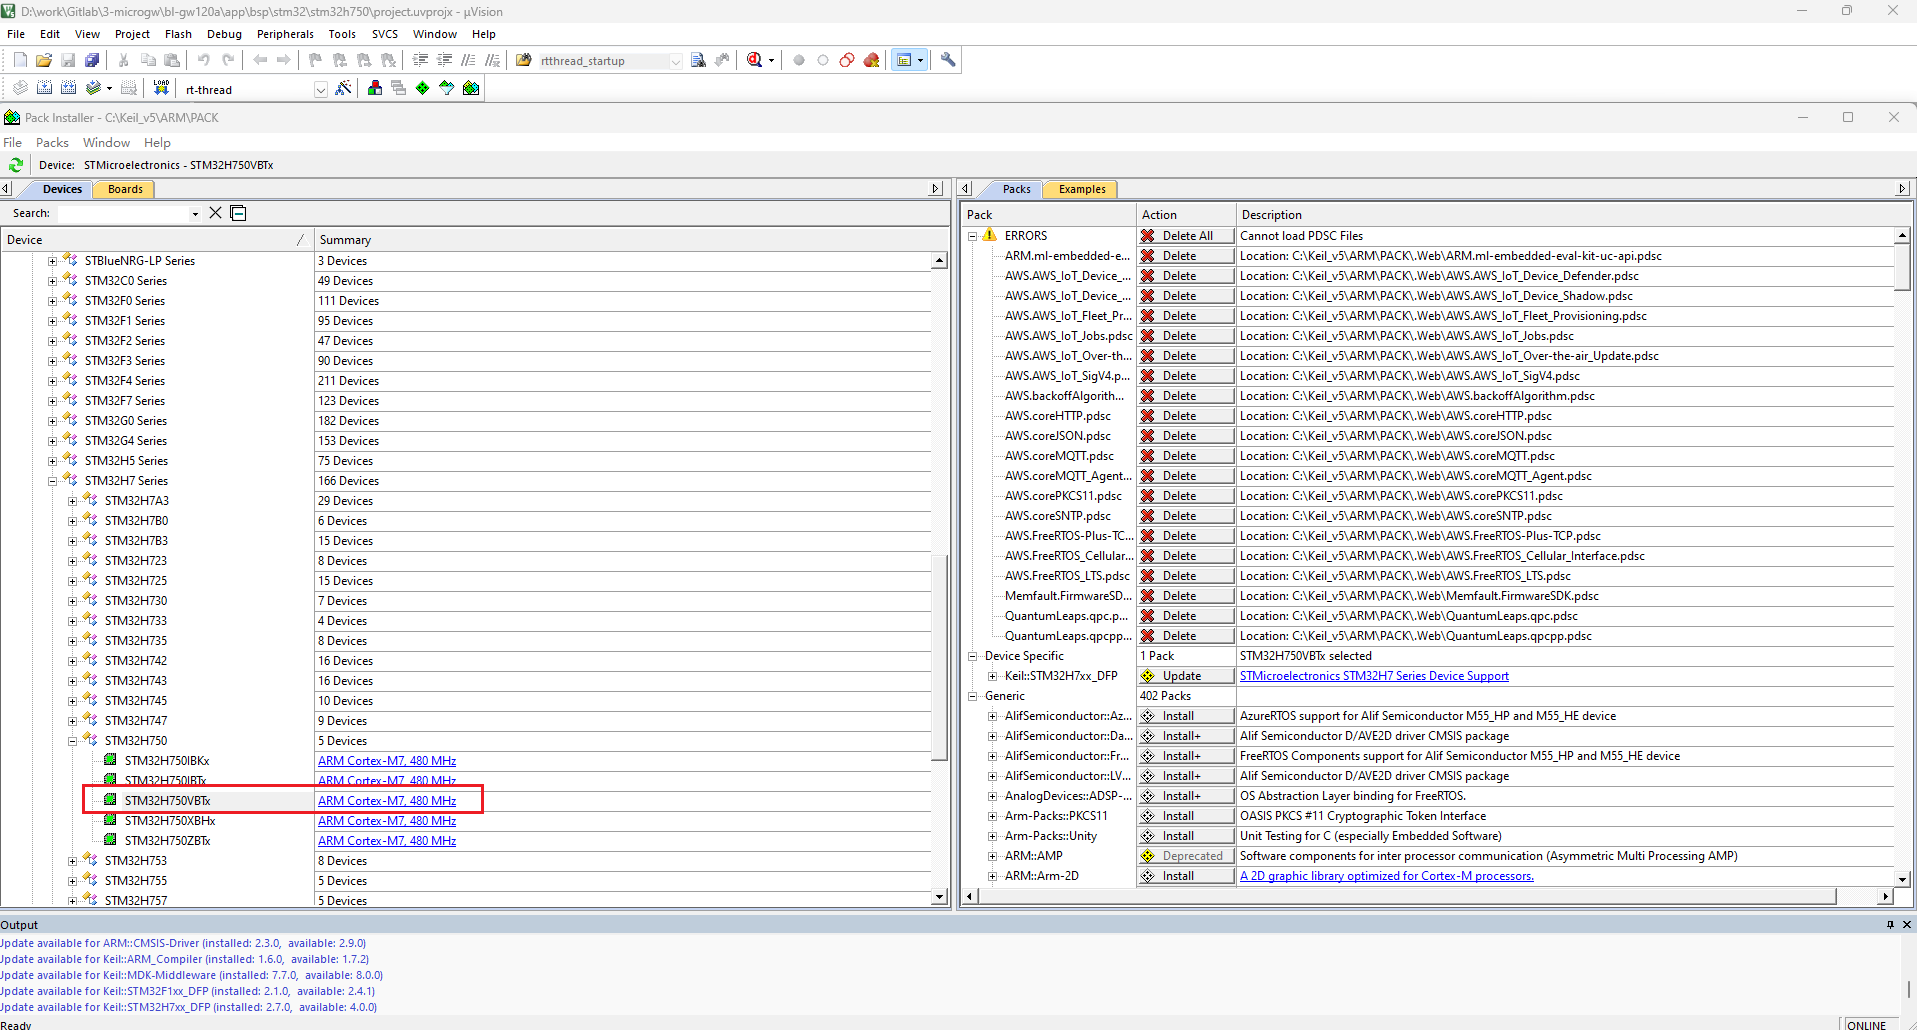 D:\work\Gitlab\3-microgw\bl-gw120a\app\bsp\stm32\stm32h750\project.uvprojx - µVision
File Edit View Project Flash Debug Peripherals Tools SVCS Window Help
rtthread_startup
LOAD rt-thread
Pack Installer - C:\Keil_v5\ARM\PACK
File Packs Window Help
Device: STMicroelectronics - STM32H750VBTx
Devices Boards
Search:
Device Summary
STBlueNRG-LP Series 3 Devices
STM32C0 Series 49 Devices
STM32F0 Series 111 Devices
STM32F1 Series 95 Devices
STM32F2 Series 47 Devices
STM32F3 Series 90 Devices
STM32F4 Series 211 Devices
STM32F7 Series 123 Devices
STM32G0 Series 182 Devices
STM32G4 Series 153 Devices
STM32H5 Series 75 Devices
STM32H7 Series 166 Devices
STM32H7A3 29 Devices
STM32H7B0 6 Devices
STM32H7B3 15 Devices
STM32H723 8 Devices
STM32H725 15 Devices
STM32H730 7 Devices
STM32H733 4 Devices
STM32H735 8 Devices
STM32H742 16 Devices
STM32H743 16 Devices
STM32H745 10 Devices
STM32H747 9 Devices
STM32H750 5 Devices
STM32H750IBKx ARM Cortex-M7, 480 MHz
STM32H750IBTx ARM Cortex-M7, 480 MHz
STM32H750VBTx ARM Cortex-M7, 480 MHz
STM32H750XBHx ARM Cortex-M7, 480 MHz
STM32H750ZBTx ARM Cortex-M7, 480 MHz
STM32H753 8 Devices
STM32H755 5 Devices
STM32H757 5 Devices
Packs Examples
Pack Action Description
ERRORS Delete All Cannot load PDSC Files
ARM.ml-embedded-e... Delete Location: C:\Keil_v5\ARM\PACK\.Web\ARM.ml-embedded-eval-kit-uc-api.pdsc
AWS.AWS_IoT_Device_... Delete Location: C:\Keil_v5\ARM\PACK\.Web\AWS.AWS_IoT_Device_Defender.pdsc
AWS.AWS_IoT_Device_... Delete Location: C:\Keil_v5\ARM\PACK\.Web\AWS.AWS_IoT_Device_Shadow.pdsc
AWS.AWS_IoT_Fleet_Pr... Delete Location: C:\Keil_v5\ARM\PACK\.Web\AWS.AWS_IoT_Fleet_Provisioning.pdsc
AWS.AWS_IoT_Jobs.pdsc Delete Location: C:\Keil_v5\ARM\PACK\.Web\AWS.AWS_IoT_Jobs.pdsc
AWS.AWS_IoT_Over-th... Delete Location: C:\Keil_v5\ARM\PACK\.Web\AWS.AWS_IoT_Over-the-air_Update.pdsc
AWS.AWS_IoT_SigV4.p... Delete Location: C:\Keil_v5\ARM\PACK\.Web\AWS.AWS_IoT_SigV4.pdsc
AWS.backoffAlgorithm... Delete Location: C:\Keil_v5\ARM\PACK\.Web\AWS.backoffAlgorithm.pdsc
AWS.coreHTTP.pdsc Delete Location: C:\Keil_v5\ARM\PACK\.Web\AWS.coreHTTP.pdsc
AWS.coreJSON.pdsc Delete Location: C:\Keil_v5\ARM\PACK\.Web\AWS.coreJSON.pdsc
AWS.coreMQTT.pdsc Delete Location: C:\Keil_v5\ARM\PACK\.Web\AWS.coreMQTT.pdsc
AWS.coreMQTT_Agent... Delete Location: C:\Keil_v5\ARM\PACK\.Web\AWS.coreMQTT_Agent.pdsc
AWS.corePKCS11.pdsc Delete Location: C:\Keil_v5\ARM\PACK\.Web\AWS.corePKCS11.pdsc
AWS.coreSNTP.pdsc Delete Location: C:\Keil_v5\ARM\PACK\.Web\AWS.coreSNTP.pdsc
AWS.FreeRTOS-Plus-TC... Delete Location: C:\Keil_v5\ARM\PACK\.Web\AWS.FreeRTOS-Plus-TCP.pdsc
AWS.FreeRTOS_Cellular... Delete Location: C:\Keil_v5\ARM\PACK\.Web\AWS.FreeRTOS_Cellular_Interface.pdsc
AWS.FreeRTOS_LTS.pdsc Delete Location: C:\Keil_v5\ARM\PACK\.Web\AWS.FreeRTOS_LTS.pdsc
Memfault.FirmwareSD... Delete Location: C:\Keil_v5\ARM\PACK\.Web\Memfault.FirmwareSDK.pdsc
QuantumLeaps.qpc.p... Delete Location: C:\Keil_v5\ARM\PACK\.Web\QuantumLeaps.qpc.pdsc
QuantumLeaps.qpcpp... Delete Location: C:\Keil_v5\ARM\PACK\.Web\QuantumLeaps.qpcpp.pdsc
Device Specific 1 Pack STM32H750VBTx selected
Keil::STM32H7xx_DFP Update STMicroelectronics STM32H7 Series Device Support
Generic 402 Packs
AlifSemiconductor::Az... Install AzureRTOS support for Alif Semiconductor M55_HP and M55_HE device
AlifSemiconductor::Da... Install+ Alif Semiconductor D/AVE2D driver CMSIS package
AlifSemiconductor::Fr... Install+ FreeRTOS Components support for Alif Semiconductor M55_HP and M55_HE device
AlifSemiconductor::LV... Install+ Alif Semiconductor D/AVE2D driver CMSIS package
AnalogDevices::ADSP-... Install+ OS Abstraction Layer binding for FreeRTOS.
Arm-Packs::PKCS11 Install OASIS PKCS #11 Cryptographic Token Interface
Arm-Packs::Unity Install Unit Testing for C (especially Embedded Software)
ARM::AMP Deprecated Software components for inter processor communication (Asymmetric Multi Processing AMP)
ARM::Arm-2D Install A 2D graphic library optimized for Cortex-M processors.
Output
Update available for ARM::CMSIS-Driver (installed: 2.3.0, available: 2.9.0)
Update available for Keil::ARM_Compiler (installed: 1.6.0, available: 1.7.2)
Update available for Keil::MDK-Middleware (installed: 7.7.0, available: 8.0.0)
Update available for Keil::STM32F1xx_DFP (installed: 2.1.0, available: 2.4.1)
Update available for Keil::STM32H7xx_DFP (installed: 2.7.0, available: 4.0.0)
Ready ONLINE